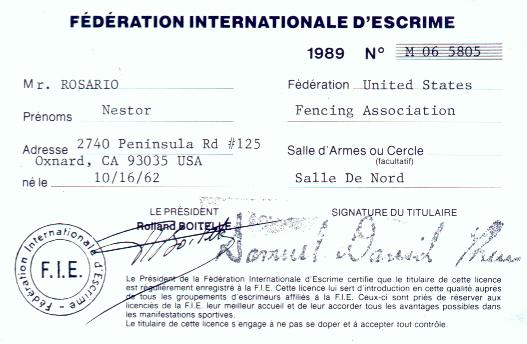 FÉDÉRATION INTERNATIONALE D'ESCRIME
1989 N° M 06 5805
Mr. ROSARIO
Fédération United States
Prénoms Nestor
Fencing Association
Adresse 2740 Peninsula Rd #125
Oxnard, CA 93035 USA
Salle d'Armes ou Cercle
(facultatif)
né le 10/16/62
Salle De Nord
LE PRÉSIDENT
Rolland BOITELLE
SIGNATURE DU TITULAIRE
Fédération Internationale d'Escrime
F.I.E.
Le Président de la Fédération Internationale d'Escrime certifie que le titulaire de cette licence
est régulièrement enregistré à la F.I.E. Cette licence lui sert d'introduction en cette qualité auprès
de tous les groupements d'escrimeurs affiliés à la F.I.E. Ceux-ci sont priés de réserver aux
licenciés de la F.I.E. leur meilleur accueil et de leur accorder tous les avantages possibles dans
les manifestations sportives.
Le titulaire de cette licence s'engage à ne pas se doper et à accepter tout contrôle.